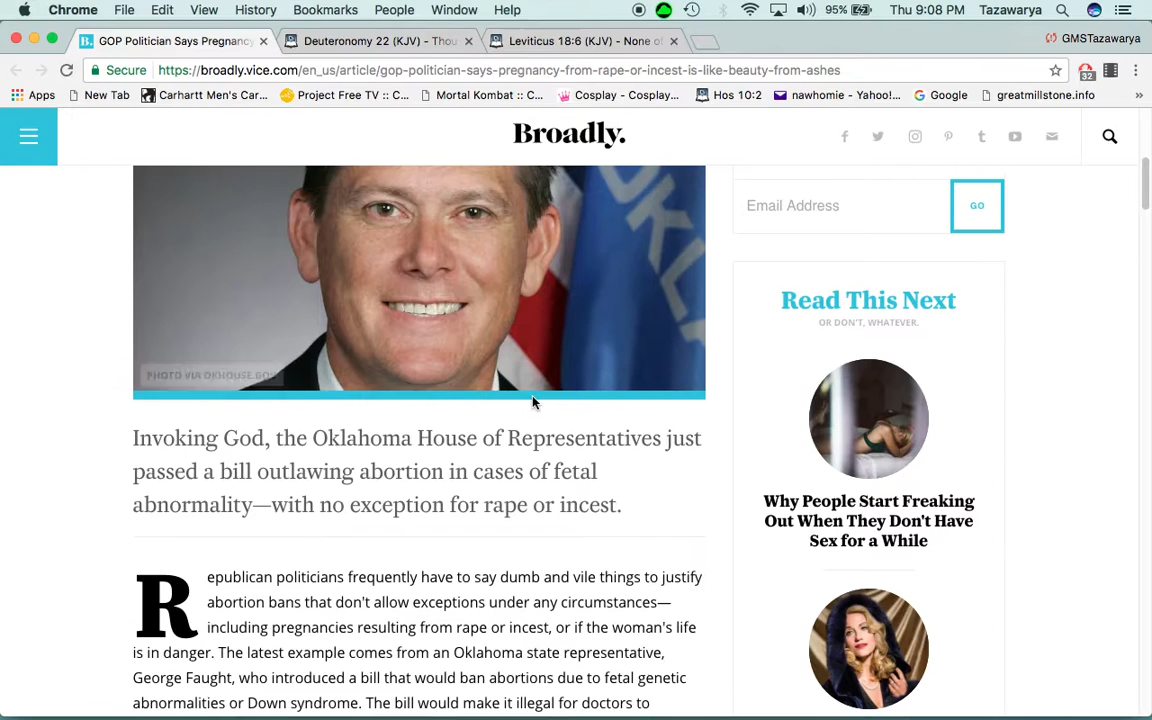 Chrome File Edit View History Bookmarks People Window Help 95% Thu 9:08 PM Tazawarya
GOP Politician Says Pregnancy Deuteronomy 22 (KJV) - Thou Leviticus 18:6 (KJV) - None of GMSTazawarya
Secure https://broadly.vice.com/en_us/article/gop-politician-says-pregnancy-from-rape-or-incest-is-like-beauty-from-ashes 32
Apps New Tab Carhartt Men's Car... Project Free TV :: C... Mortal Kombat :: C... Cosplay - Cosplay... Hos 10:2 nawhomie - Yahoo!... Google greatmillstone.info »
Broadly.
Email Address GO
PHOTO VIA OKHOUSE.GOV
Invoking God, the Oklahoma House of Representatives just
passed a bill outlawing abortion in cases of fetal
abnormality—with no exception for rape or incest.
Republican politicians frequently have to say dumb and vile things to justify
abortion bans that don't allow exceptions under any circumstances—
including pregnancies resulting from rape or incest, or if the woman's life
is in danger. The latest example comes from an Oklahoma state representative,
George Faught, who introduced a bill that would ban abortions due to fetal genetic
abnormalities or Down syndrome. The bill would make it illegal for doctors to
Read This Next
OR DON'T, WHATEVER.
Why People Start Freaking
Out When They Don't Have
Sex for a While